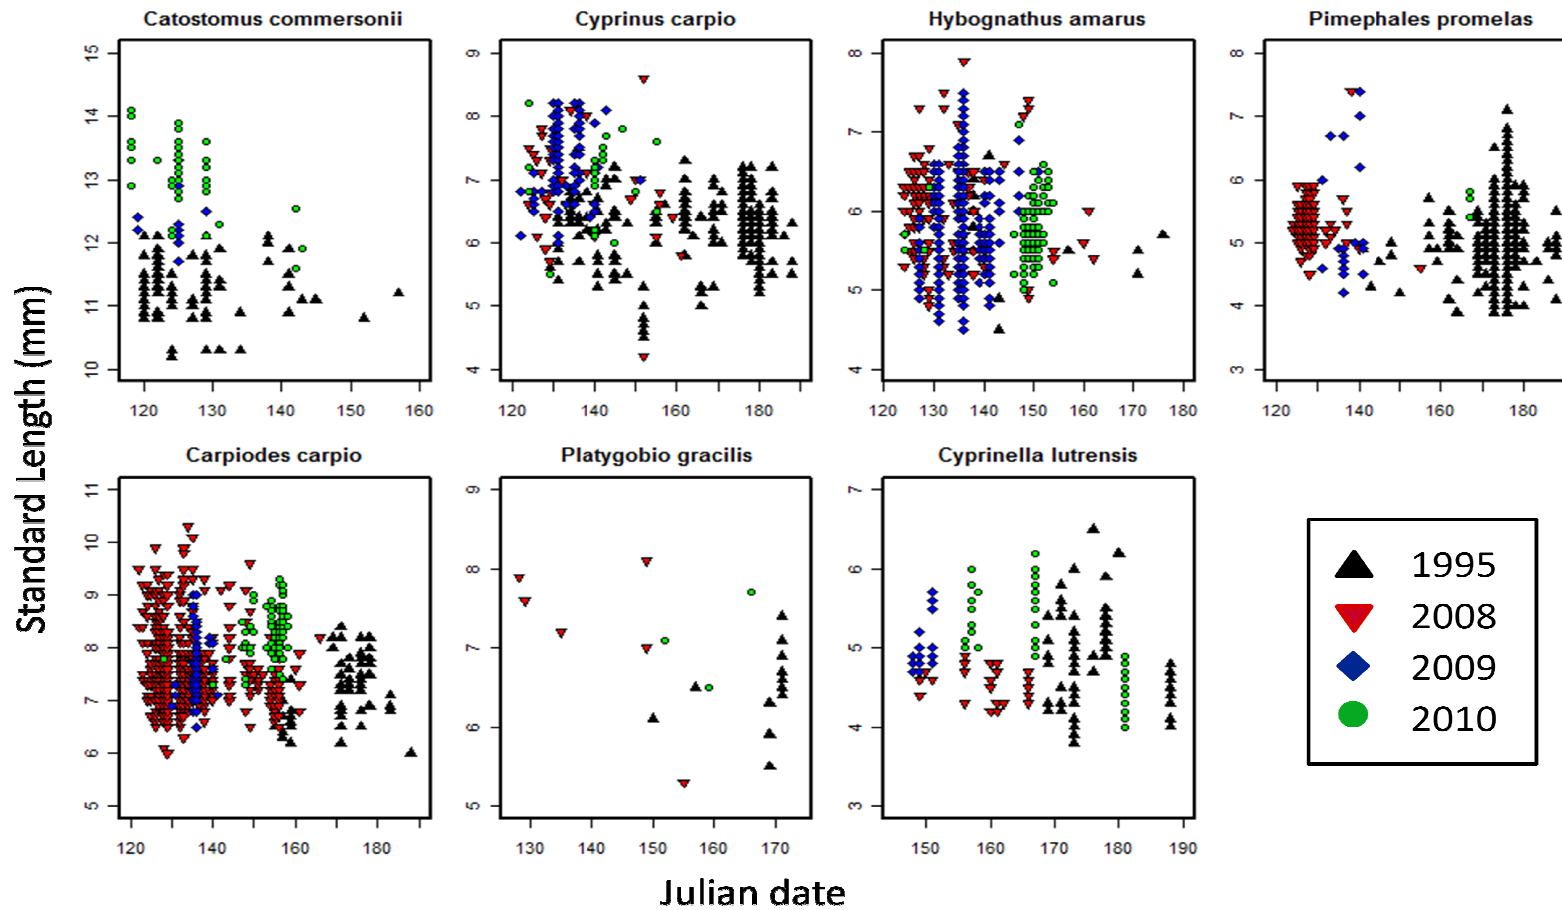 Catostomus commersonii
Cyprinus carpio
Hybognathus amarus
Pimephales promelas
15
14
13
12
11
10
120 130 140 150 160
9
8
7
6
5
4
120 140 160 180
8
7
6
5
4
120 130 140 150 160 170 180
8
7
6
5
4
3
120 140 160 180
Standard Length (mm)
Carpiodes carpio
Platygobio gracilis
Cyprinella lutrensis
11
10
9
8
7
6
5
120 140 160 180
9
8
7
6
5
130 140 150 160 170
7
6
5
4
3
150 160 170 180 190
1995
2008
2009
2010
Julian date